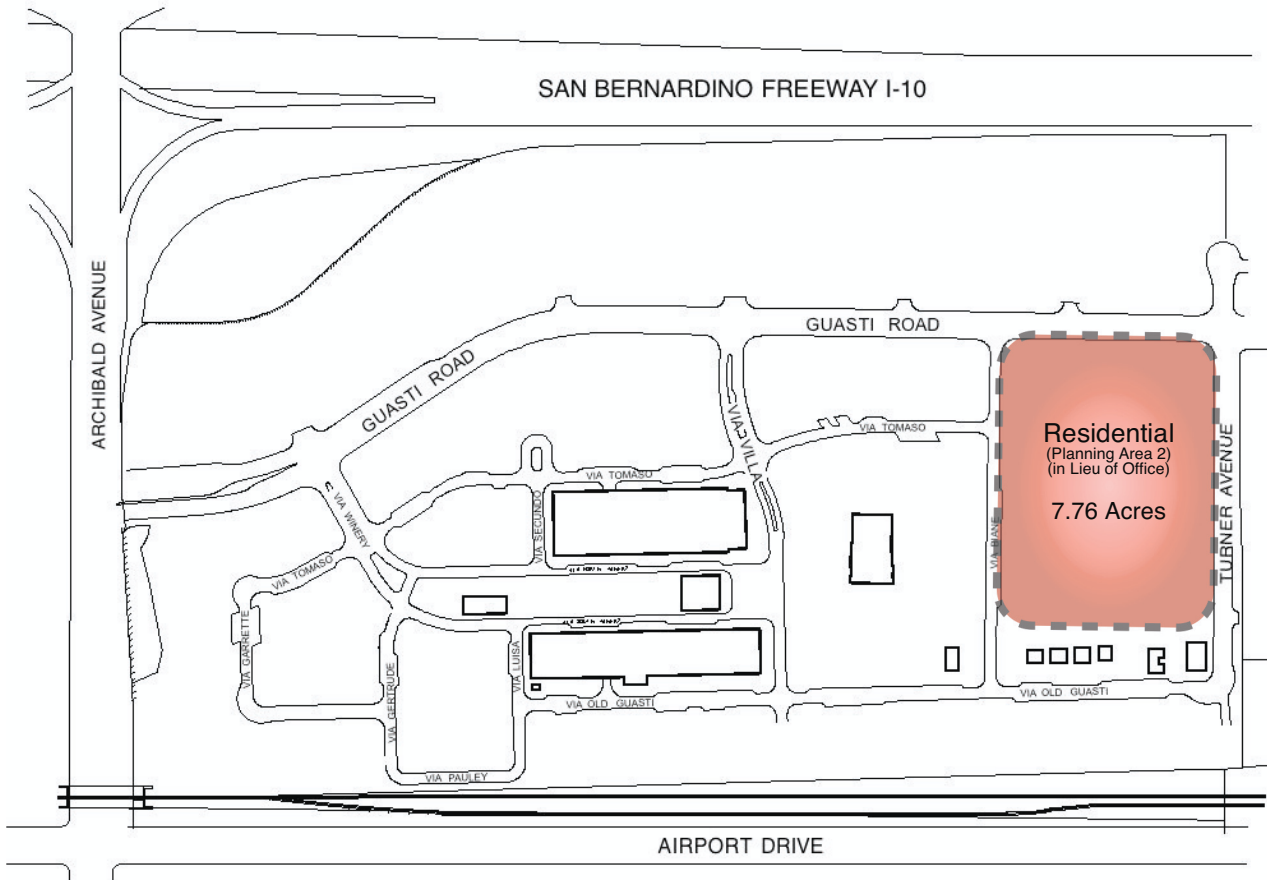 SAN BERNARDINO FREEWAY I-10
ARCHIBALD AVENUE
GUASTI ROAD
GUASTI ROAD
VIA VILLA
VIA TOMASO
Residential
(Planning Area 2)
(in Lieu of Office)
7.76 Acres
TURNER AVENUE
VIA BIANE
VIA TOMASO
VIA SECUNDO
VIA WINERY
VIA TOMASO
VIA GARRETTE
VIA GERTRUDE
VIA LUISA
VIA OLD GUASTI
VIA OLD GUASTI
VIA PAULEY
AIRPORT DRIVE